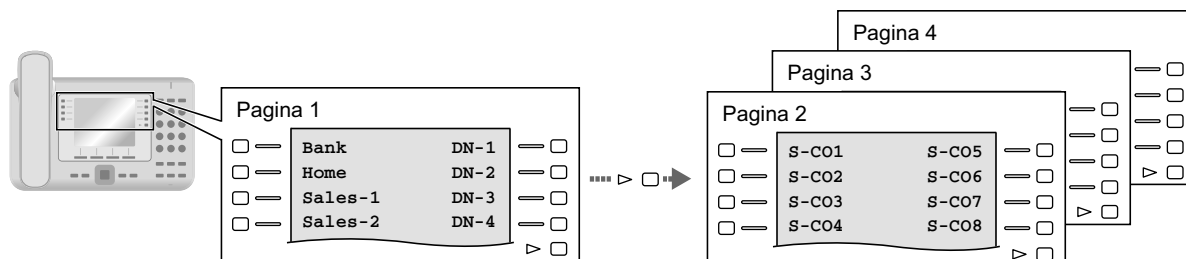 Pagina 1
Bank DN-1
Home DN-2
Sales-1 DN-3
Sales-2 DN-4
Pagina 2
S-CO1 S-CO5
S-CO2 S-CO6
S-CO3 S-CO7
S-CO4 S-CO8
Pagina 3
Pagina 4